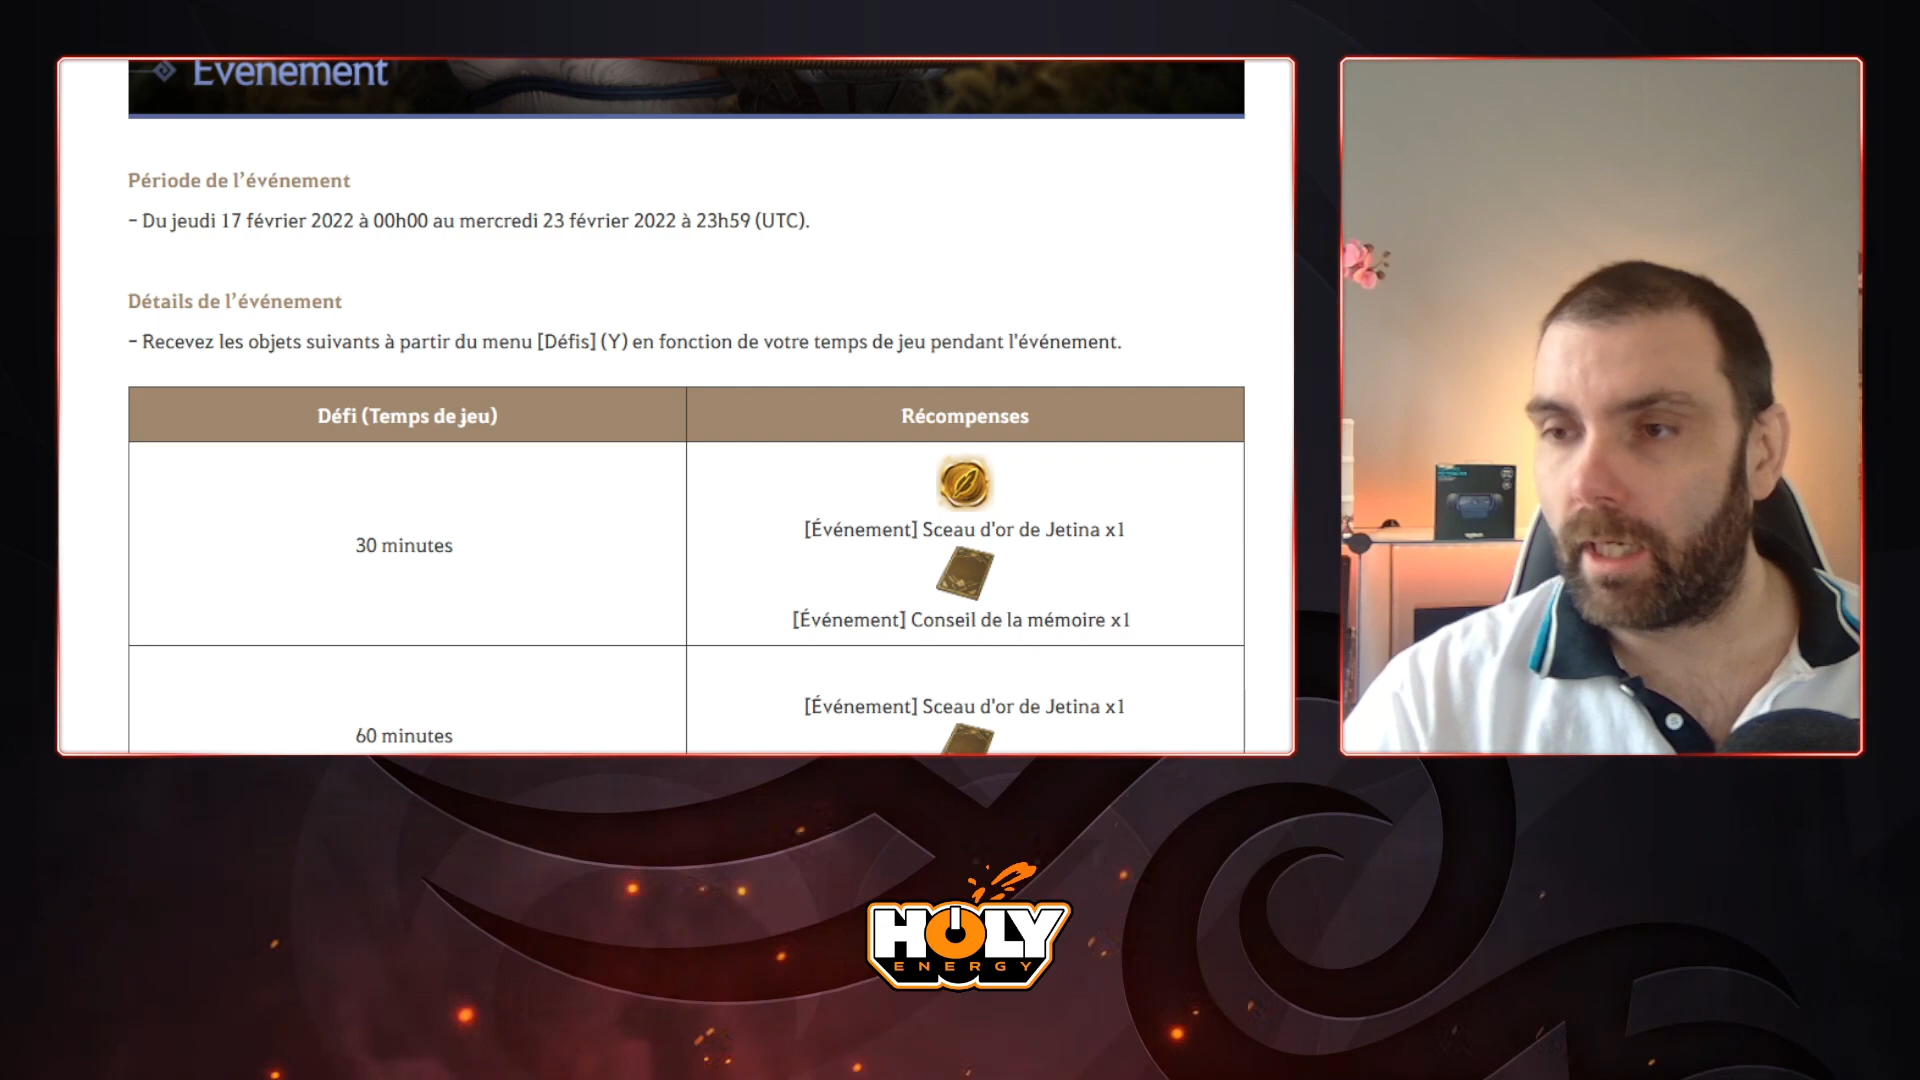 Événement
Période de l’événement
– Du jeudi 17 février 2022 à 00h00 au mercredi 23 février 2022 à 23h59 (UTC).
Détails de l’événement
– Recevez les objets suivants à partir du menu [Défis] (Y) en fonction de votre temps de jeu pendant l'événement.
Défi (Temps de jeu)
Récompenses
30 minutes
[Événement] Sceau d'or de Jetina x1
[Événement] Conseil de la mémoire x1
60 minutes
[Événement] Sceau d'or de Jetina x1
HOLY
ENERGY